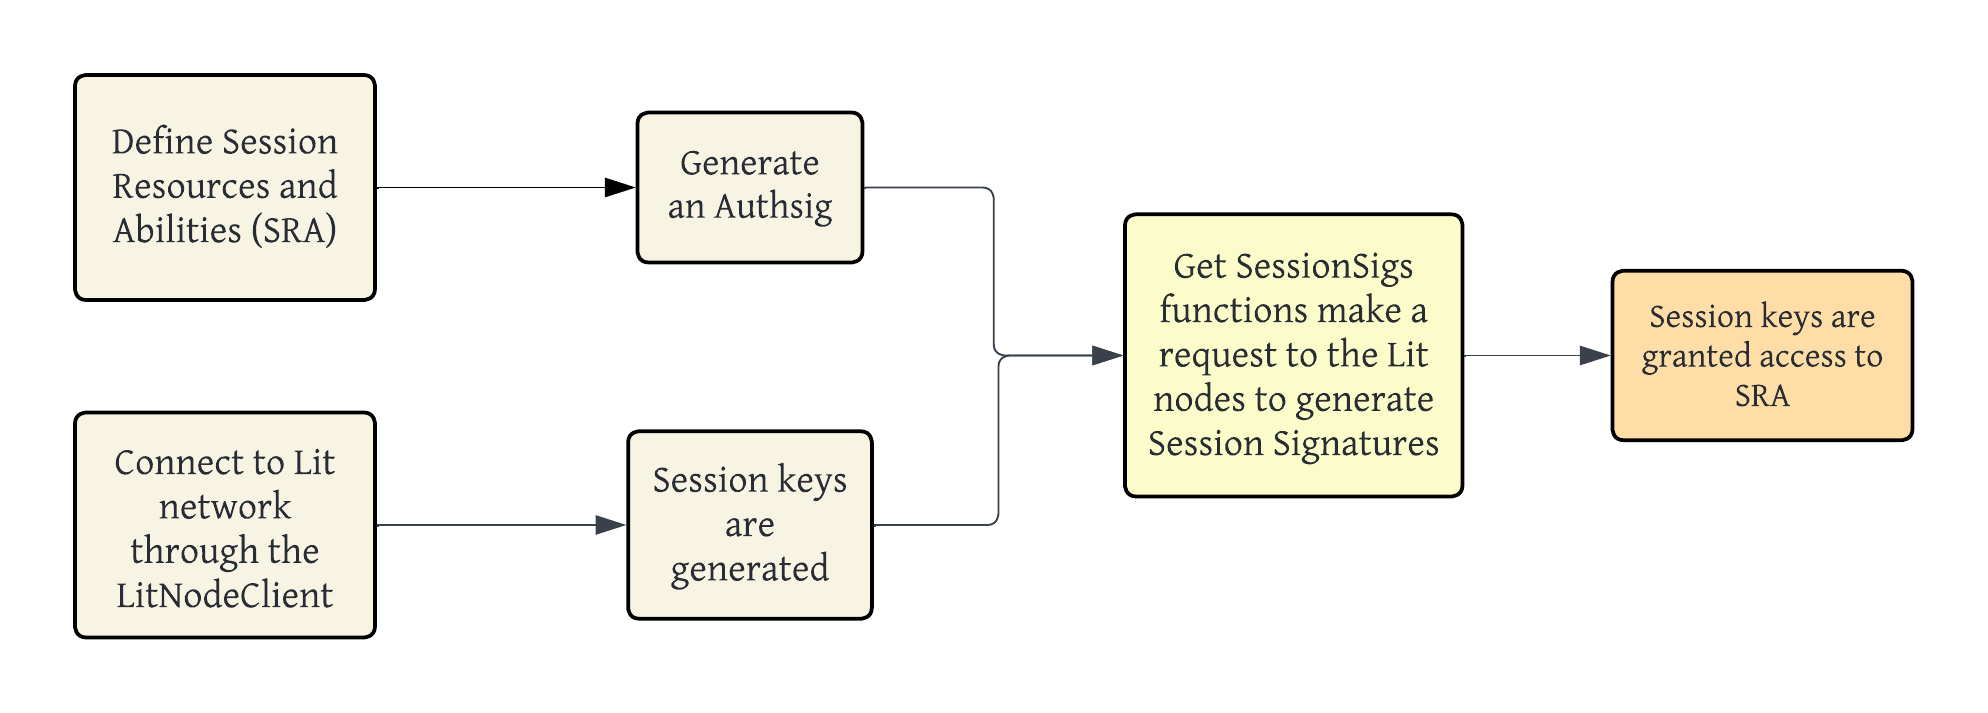 Define Session
Resources and
Abilities (SRA)
Generate
an Authsig
Connect to Lit
network
through the
LitNodeClient
Session keys
are
generated
Get SessionSigs
functions make a
request to the Lit
nodes to generate
Session Signatures
Session keys are
granted access to
SRA